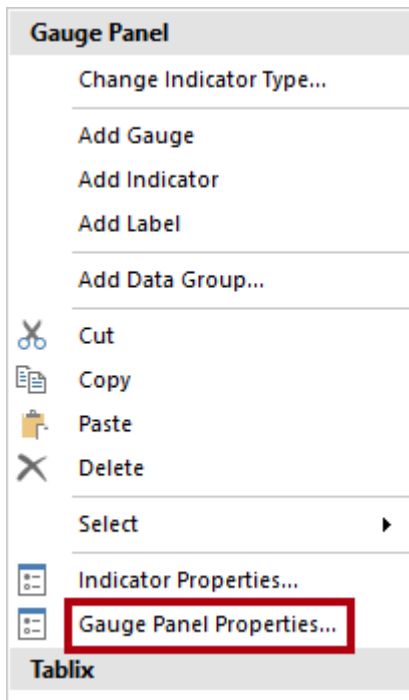 Gauge Panel
Change Indicator Type...
Add Gauge
Add Indicator
Add Label
Add Data Group...
Cut
Copy
Paste
Delete
Select
Indicator Properties...
Gauge Panel Properties...
Tablix